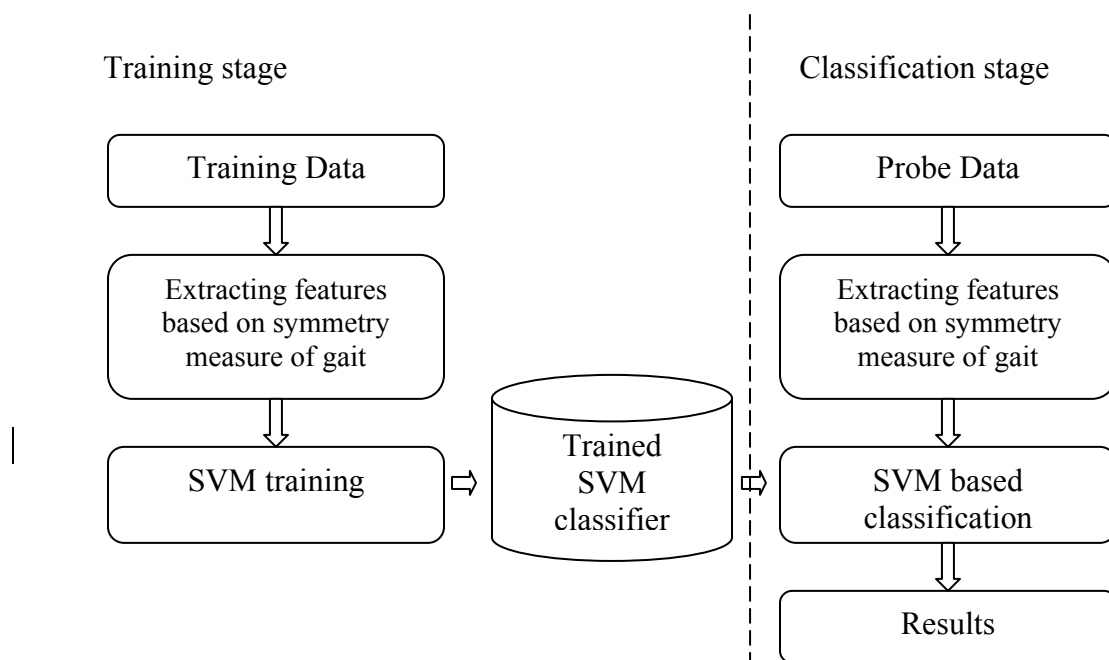 Training stage
Training Data
Extracting features
based on symmetry
measure of gait
SVM training
Trained
SVM
classifier
Classification stage
Probe Data
Extracting features
based on symmetry
measure of gait
SVM based
classification
Results